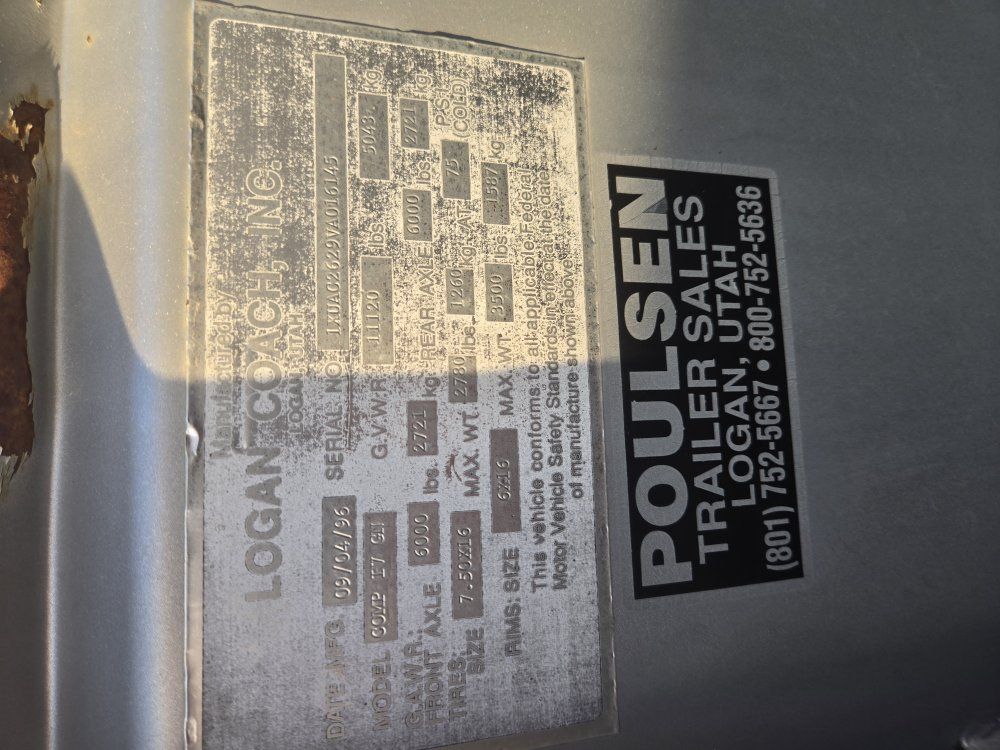 Manufactured by
LOGAN COACH, INC.
LOGAN, UTAH
DATE MFG. 09/04/96 SERIAL NO. 1ZUAC2629VA016145
MODEL COMP IV GN G.V.W.R. 11120 lbs. 5043 kg.
G.A.W.R.:
FRONT AXLE 6000 lbs. 2721 kg. REAR AXLE 6000 lbs. 2721 kg.
TIRES: SIZE 7.50X16 MAX. WT. 2780 lbs. 1260 kg. AT 75 PSI (COLD)
RIMS: SIZE 6X16 MAX. WT. 3500 lbs. 1587 kg.
This vehicle conforms to all applicable Federal
Motor Vehicle Safety Standards in effect at the date
of manufacture shown above.
POULSEN
TRAILER SALES
LOGAN, UTAH
(801) 752-5667 • 800-752-5636